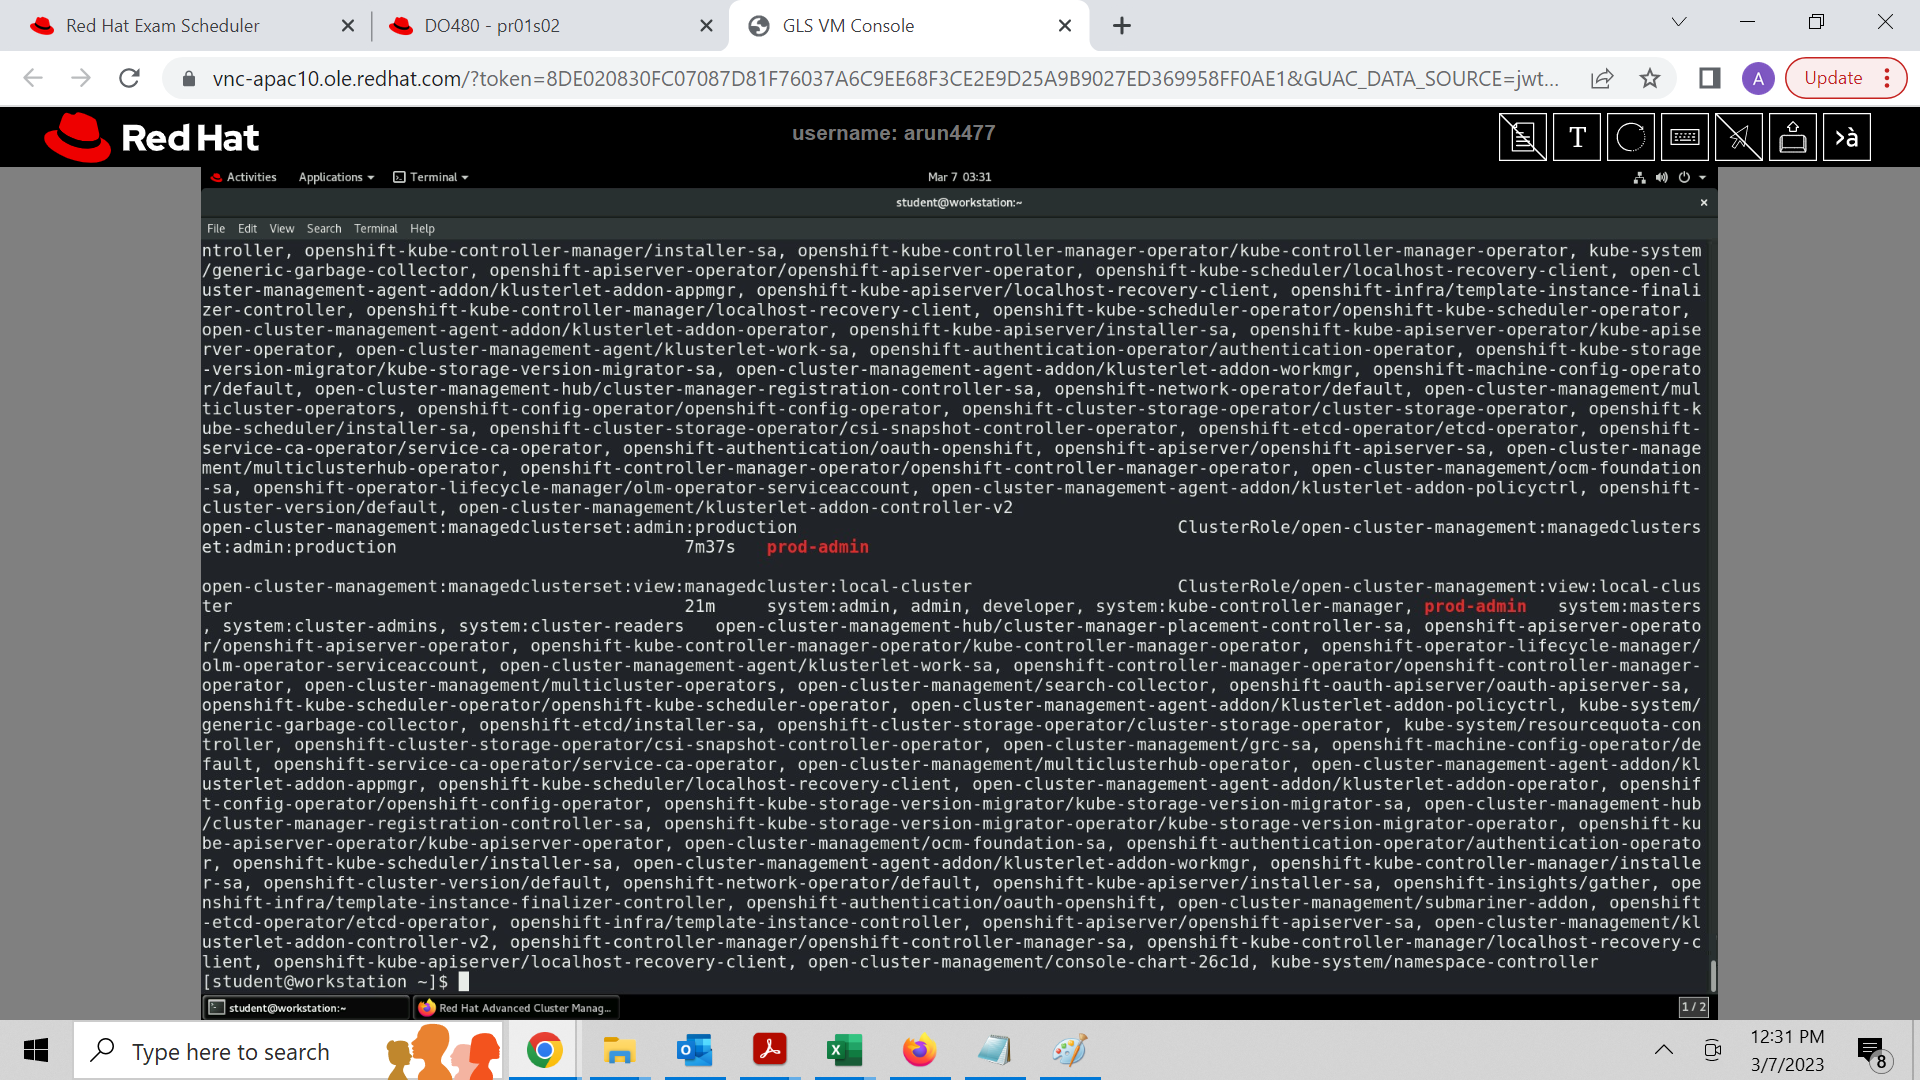 Red Hat Exam Scheduler
DO480 - pr01s02
GLS VM Console
vnc-apac10.ole.redhat.com/?token=8DE020830FC07087D81F76037A6C9EE68F3CE2E9D25A9B9027ED369958FF0AE1&GUAC_DATA_SOURCE=jwt...
A
Update
Red Hat
username: arun4477
T
>à
Activities Applications Terminal
Mar 7 03:31
student@workstation:~
File Edit View Search Terminal Help
ntroller, openshift-kube-controller-manager/installer-sa, openshift-kube-controller-manager-operator/kube-controller-manager-operator, kube-system
/generic-garbage-collector, openshift-apiserver-operator/openshift-apiserver-operator, openshift-kube-scheduler/localhost-recovery-client, open-cl
uster-management-agent-addon/klusterlet-addon-appmgr, openshift-kube-apiserver/localhost-recovery-client, openshift-infra/template-instance-finali
zer-controller, openshift-kube-controller-manager/localhost-recovery-client, openshift-kube-scheduler-operator/openshift-kube-scheduler-operator,
open-cluster-management-agent-addon/klusterlet-addon-operator, openshift-kube-apiserver/installer-sa, openshift-kube-apiserver-operator/kube-apise
rver-operator, open-cluster-management-agent/klusterlet-work-sa, openshift-authentication-operator/authentication-operator, openshift-kube-storage
-version-migrator/kube-storage-version-migrator-sa, open-cluster-management-agent-addon/klusterlet-addon-workmgr, openshift-machine-config-operato
r/default, open-cluster-management-hub/cluster-manager-registration-controller-sa, openshift-network-operator/default, open-cluster-management/mul
ticluster-operators, openshift-config-operator/openshift-config-operator, openshift-cluster-storage-operator/cluster-storage-operator, openshift-k
ube-scheduler/installer-sa, openshift-cluster-storage-operator/csi-snapshot-controller-operator, openshift-etcd-operator/etcd-operator, openshift-
service-ca-operator/service-ca-operator, openshift-authentication/oauth-openshift, openshift-apiserver/openshift-apiserver-sa, open-cluster-manage
ment/multiclusterhub-operator, openshift-controller-manager-operator/openshift-controller-manager-operator, open-cluster-management/ocm-foundation
-sa, openshift-operator-lifecycle-manager/olm-operator-serviceaccount, open-cluster-management-agent-addon/klusterlet-addon-policyctrl, openshift-
cluster-version/default, open-cluster-management/klusterlet-addon-controller-v2
open-cluster-management:managedclusterset:admin:production ClusterRole/open-cluster-management:managedclusters
et:admin:production 7m37s prod-admin
open-cluster-management:managedclusterset:view:managedcluster:local-cluster ClusterRole/open-cluster-management:view:local-clus
ter 21m system:admin, admin, developer, system:kube-controller-manager, prod-admin system:masters
, system:cluster-admins, system:cluster-readers open-cluster-management-hub/cluster-manager-placement-controller-sa, openshift-apiserver-operato
r/openshift-apiserver-operator, openshift-kube-controller-manager-operator/kube-controller-manager-operator, openshift-operator-lifecycle-manager/
olm-operator-serviceaccount, open-cluster-management-agent/klusterlet-work-sa, openshift-controller-manager-operator/openshift-controller-manager-
operator, open-cluster-management/multicluster-operators, open-cluster-management/search-collector, openshift-oauth-apiserver/oauth-apiserver-sa,
openshift-kube-scheduler-operator/openshift-kube-scheduler-operator, open-cluster-management-agent-addon/klusterlet-addon-policyctrl, kube-system/
generic-garbage-collector, openshift-etcd/installer-sa, openshift-cluster-storage-operator/cluster-storage-operator, kube-system/resourcequota-con
troller, openshift-cluster-storage-operator/csi-snapshot-controller-operator, open-cluster-management/grc-sa, openshift-machine-config-operator/de
fault, openshift-service-ca-operator/service-ca-operator, open-cluster-management/multiclusterhub-operator, open-cluster-management-agent-addon/kl
usterlet-addon-appmgr, openshift-kube-scheduler/localhost-recovery-client, open-cluster-management-agent-addon/klusterlet-addon-operator, openshif
t-config-operator/openshift-config-operator, openshift-kube-storage-version-migrator/kube-storage-version-migrator-sa, open-cluster-management-hub
/cluster-manager-registration-controller-sa, openshift-kube-storage-version-migrator-operator/kube-storage-version-migrator-operator, openshift-ku
be-apiserver-operator/kube-apiserver-operator, open-cluster-management/ocm-foundation-sa, openshift-authentication-operator/authentication-operato
r, openshift-kube-scheduler/installer-sa, open-cluster-management-agent-addon/klusterlet-addon-workmgr, openshift-kube-controller-manager/installe
r-sa, openshift-cluster-version/default, openshift-network-operator/default, openshift-kube-apiserver/installer-sa, openshift-insights/gather, ope
nshift-infra/template-instance-finalizer-controller, openshift-authentication/oauth-openshift, open-cluster-management/submariner-addon, openshift
-etcd-operator/etcd-operator, openshift-infra/template-instance-controller, openshift-apiserver/openshift-apiserver-sa, open-cluster-management/kl
usterlet-addon-controller-v2, openshift-controller-manager/openshift-controller-manager-sa, openshift-kube-controller-manager/localhost-recovery-c
lient, openshift-kube-apiserver/localhost-recovery-client, open-cluster-management/console-chart-26c1d, kube-system/namespace-controller
[student@workstation ~]$
student@workstation:~
Red Hat Advanced Cluster Manag...
1 / 2
Type here to search
12:31 PM
3/7/2023
8